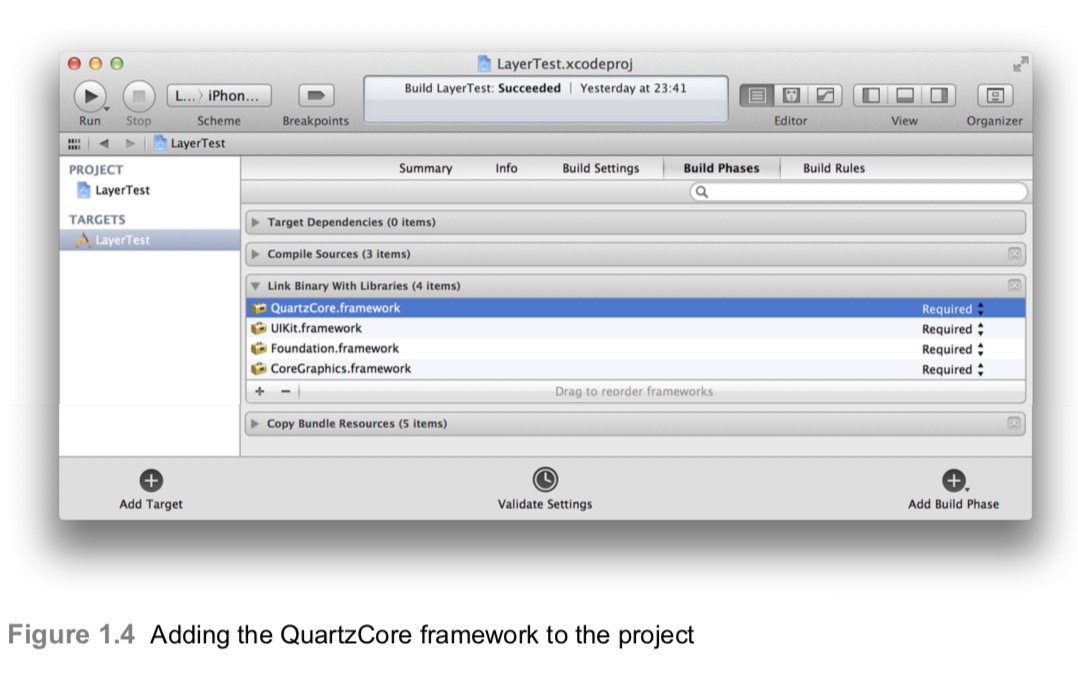 LayerTest.xcodeproj
L...〉iPhon...
Build LayerTest: Succeeded | Yesterday at 23:41
Run Stop Scheme Breakpoints Editor View Organizer
LayerTest
PROJECT
LayerTest
TARGETS
LayerTest
Summary Info Build Settings Build Phases Build Rules
Target Dependencies (0 items)
Compile Sources (3 items)
Link Binary With Libraries (4 items)
QuartzCore.framework Required
UIKit.framework Required
Foundation.framework Required
CoreGraphics.framework Required
+ − Drag to reorder frameworks
Copy Bundle Resources (5 items)
Add Target Validate Settings Add Build Phase
Figure 1.4 Adding the QuartzCore framework to the project